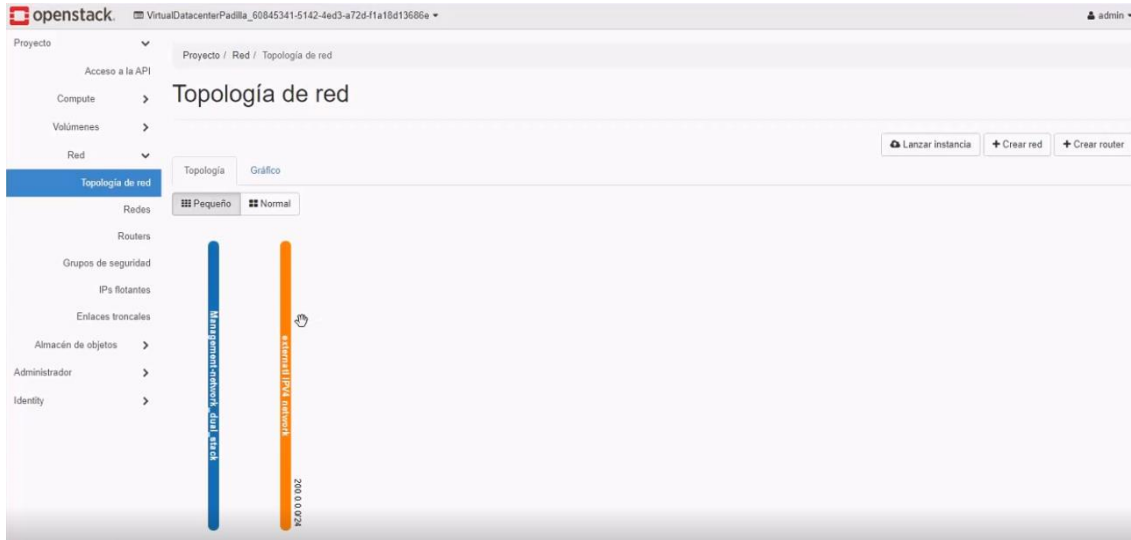 openstack. VirtualDatacenterPadilla_60845341-5142-4ed3-a72d-f1a18d13686e
admin
Proyecto
Acceso a la API
Compute
Volúmenes
Red
Topología de red
Redes
Routers
Grupos de seguridad
IPs flotantes
Enlaces troncales
Almacén de objetos
Administrador
Identity
Proyecto / Red / Topología de red
Topología de red
Lanzar instancia
+ Crear red
+ Crear router
Topología
Gráfico
Pequeño
Normal
Management-network_dual_stack
externatl IPV4 network
200.0.0.0/24